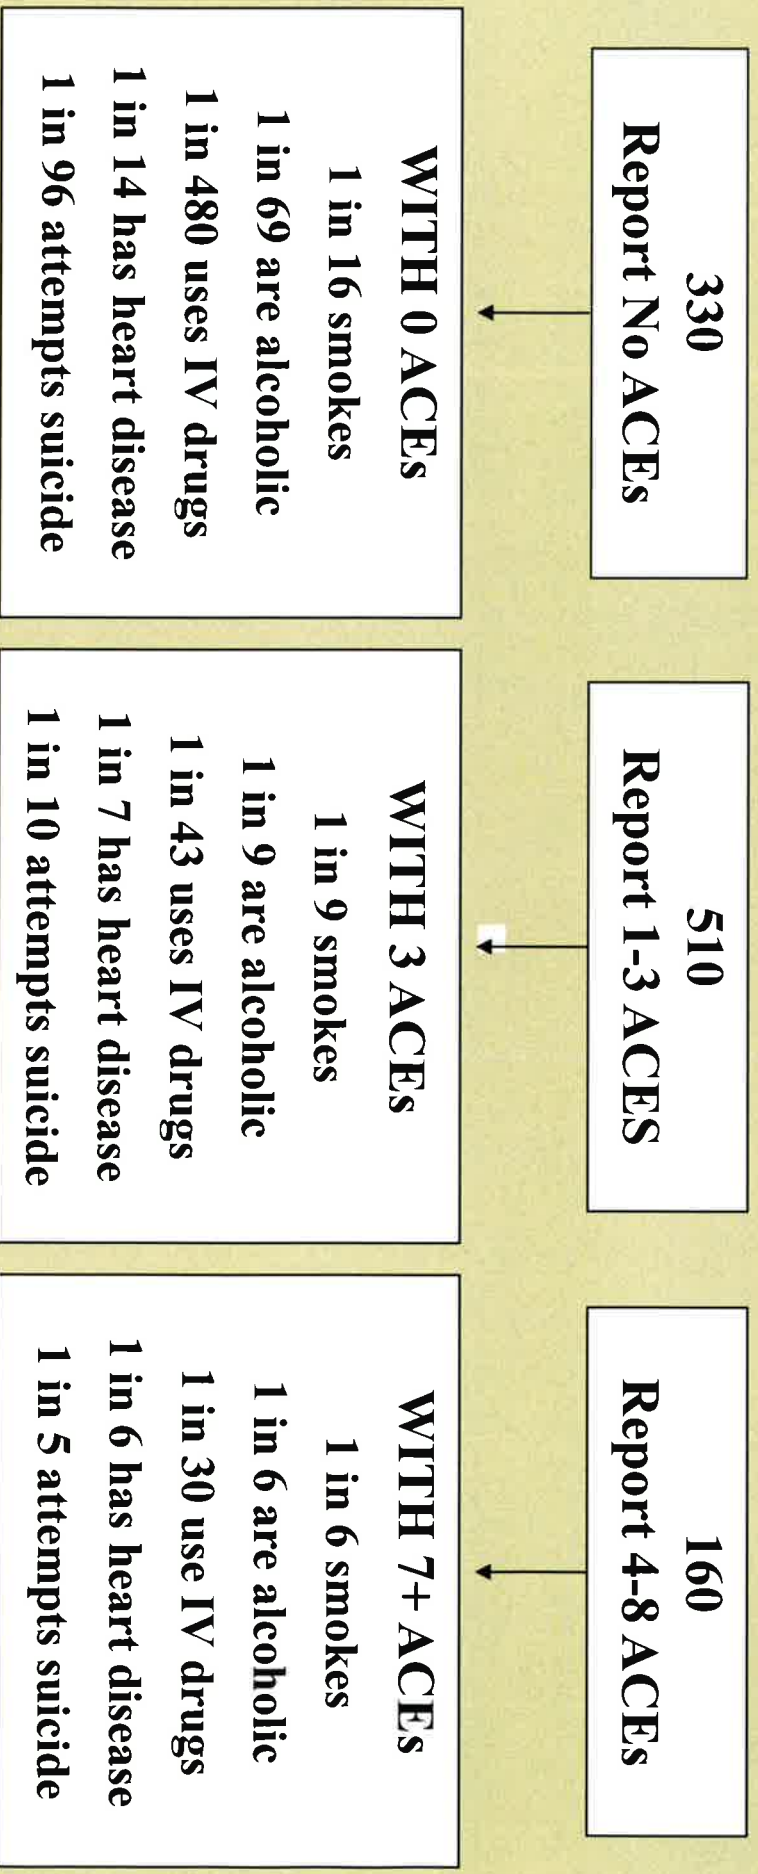 330
Report No ACEs
510
Report 1-3 ACES
160
Report 4-8 ACEs
WITH 0 ACEs
1 in 16 smokes
1 in 69 are alcoholic
1 in 480 uses IV drugs
1 in 14 has heart disease
1 in 96 attempts suicide
WITH 3 ACEs
1 in 9 smokes
1 in 9 are alcoholic
1 in 43 uses IV drugs
1 in 7 has heart disease
1 in 10 attempts suicide
WITH 7+ ACEs
1 in 6 smokes
1 in 6 are alcoholic
1 in 30 use IV drugs
1 in 6 has heart disease
1 in 5 attempts suicide